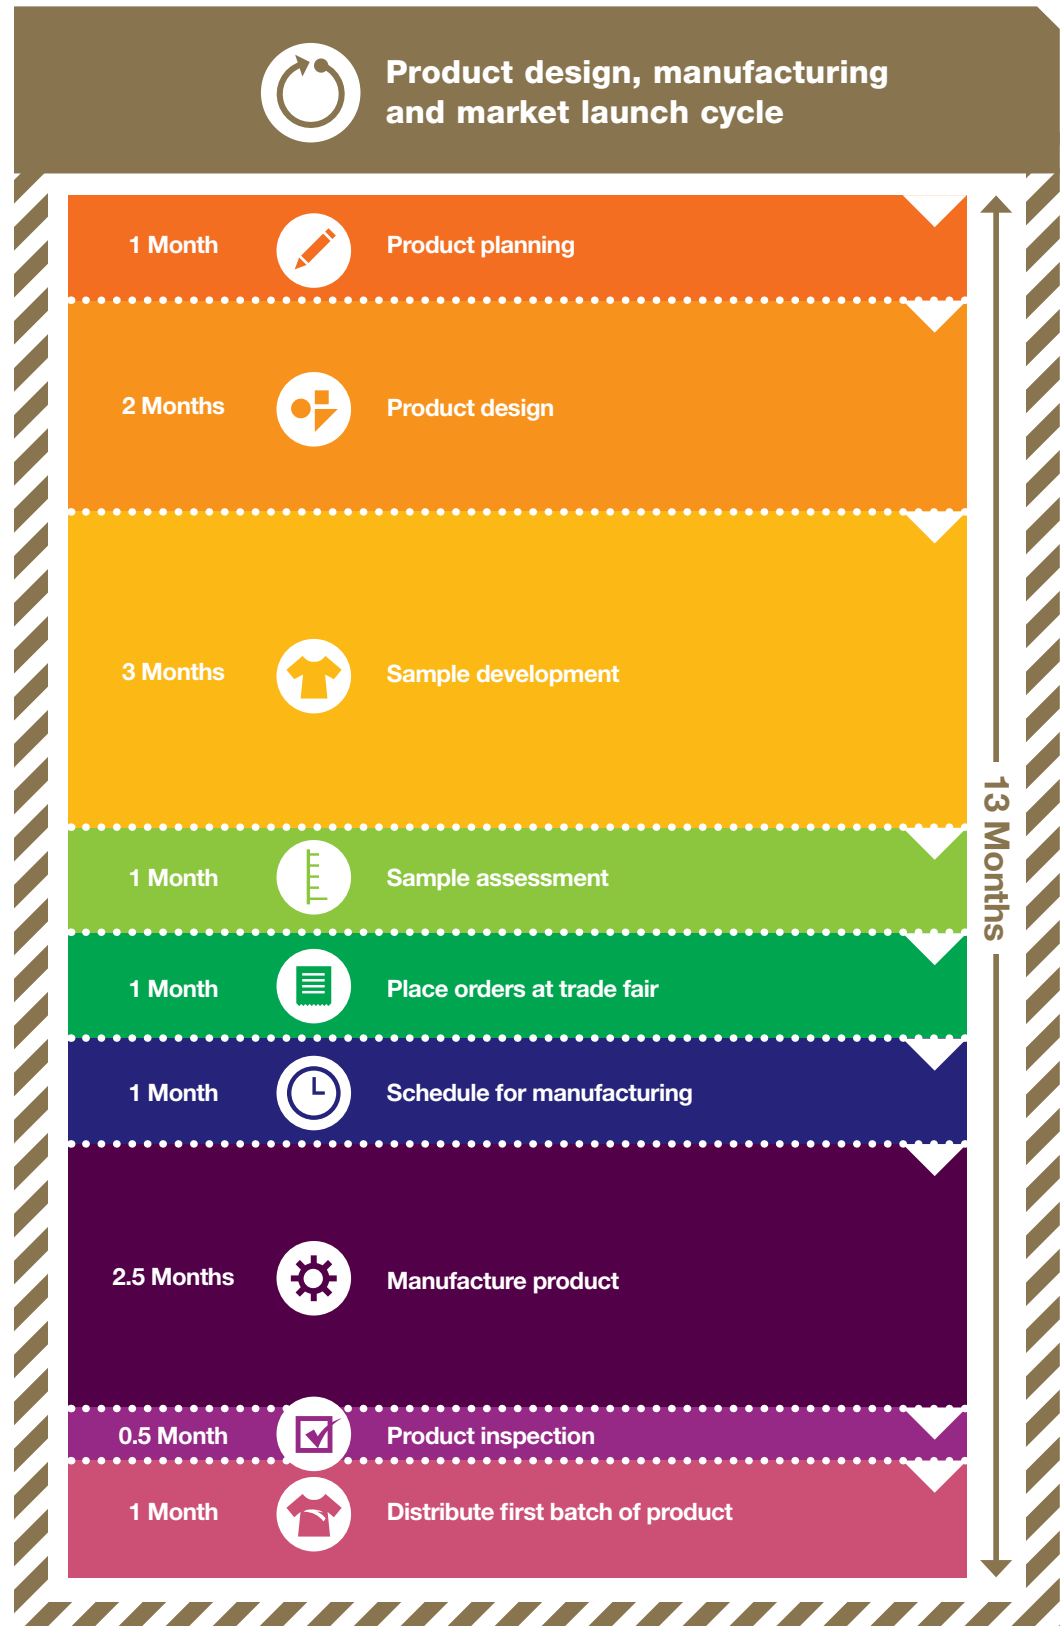 Product design, manufacturing
and market launch cycle
1 Month
Product planning
2 Months
Product design
3 Months
Sample development
1 Month
Sample assessment
1 Month
Place orders at trade fair
1 Month
Schedule for manufacturing
2.5 Months
Manufacture product
0.5 Month
Product inspection
1 Month
Distribute first batch of product
13 Months